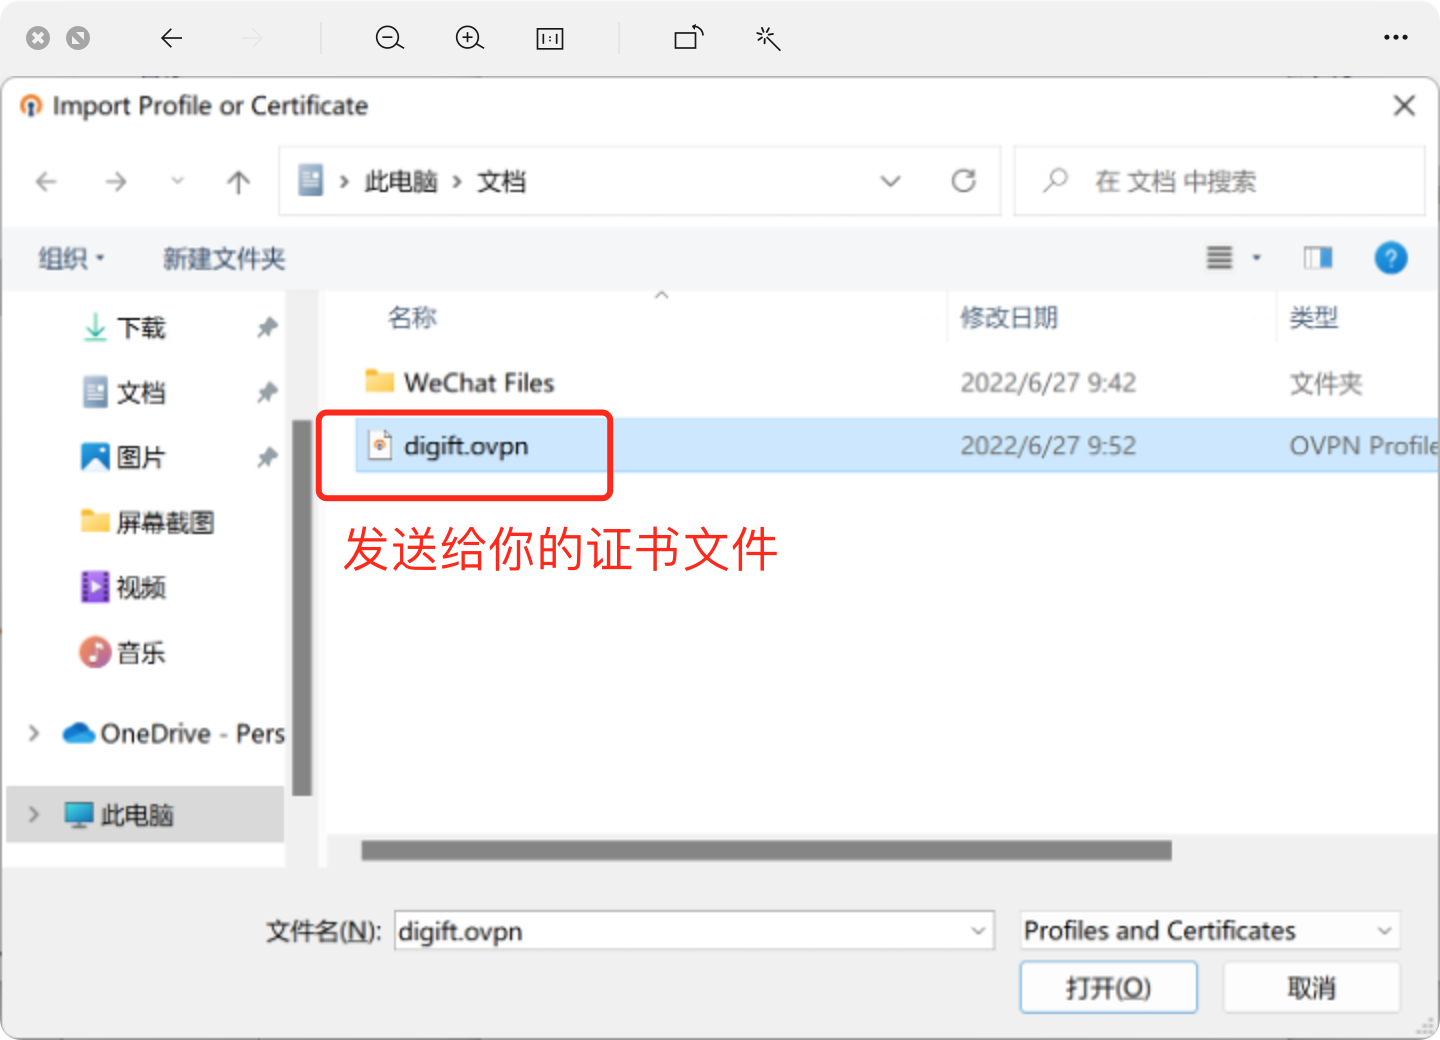 Import Profile or Certificate
此电脑 文档
在 文档 中搜索
组织 新建文件夹
名称 修改日期 类型
下载
文档
图片
屏幕截图
视频
音乐
OneDrive - Pers
此电脑
WeChat Files 2022/6/27 9:42 文件夹
digift.ovpn 2022/6/27 9:52 OVPN Profile
发送给你的证书文件
文件名(N): digift.ovpn Profiles and Certificates
打开(O) 取消